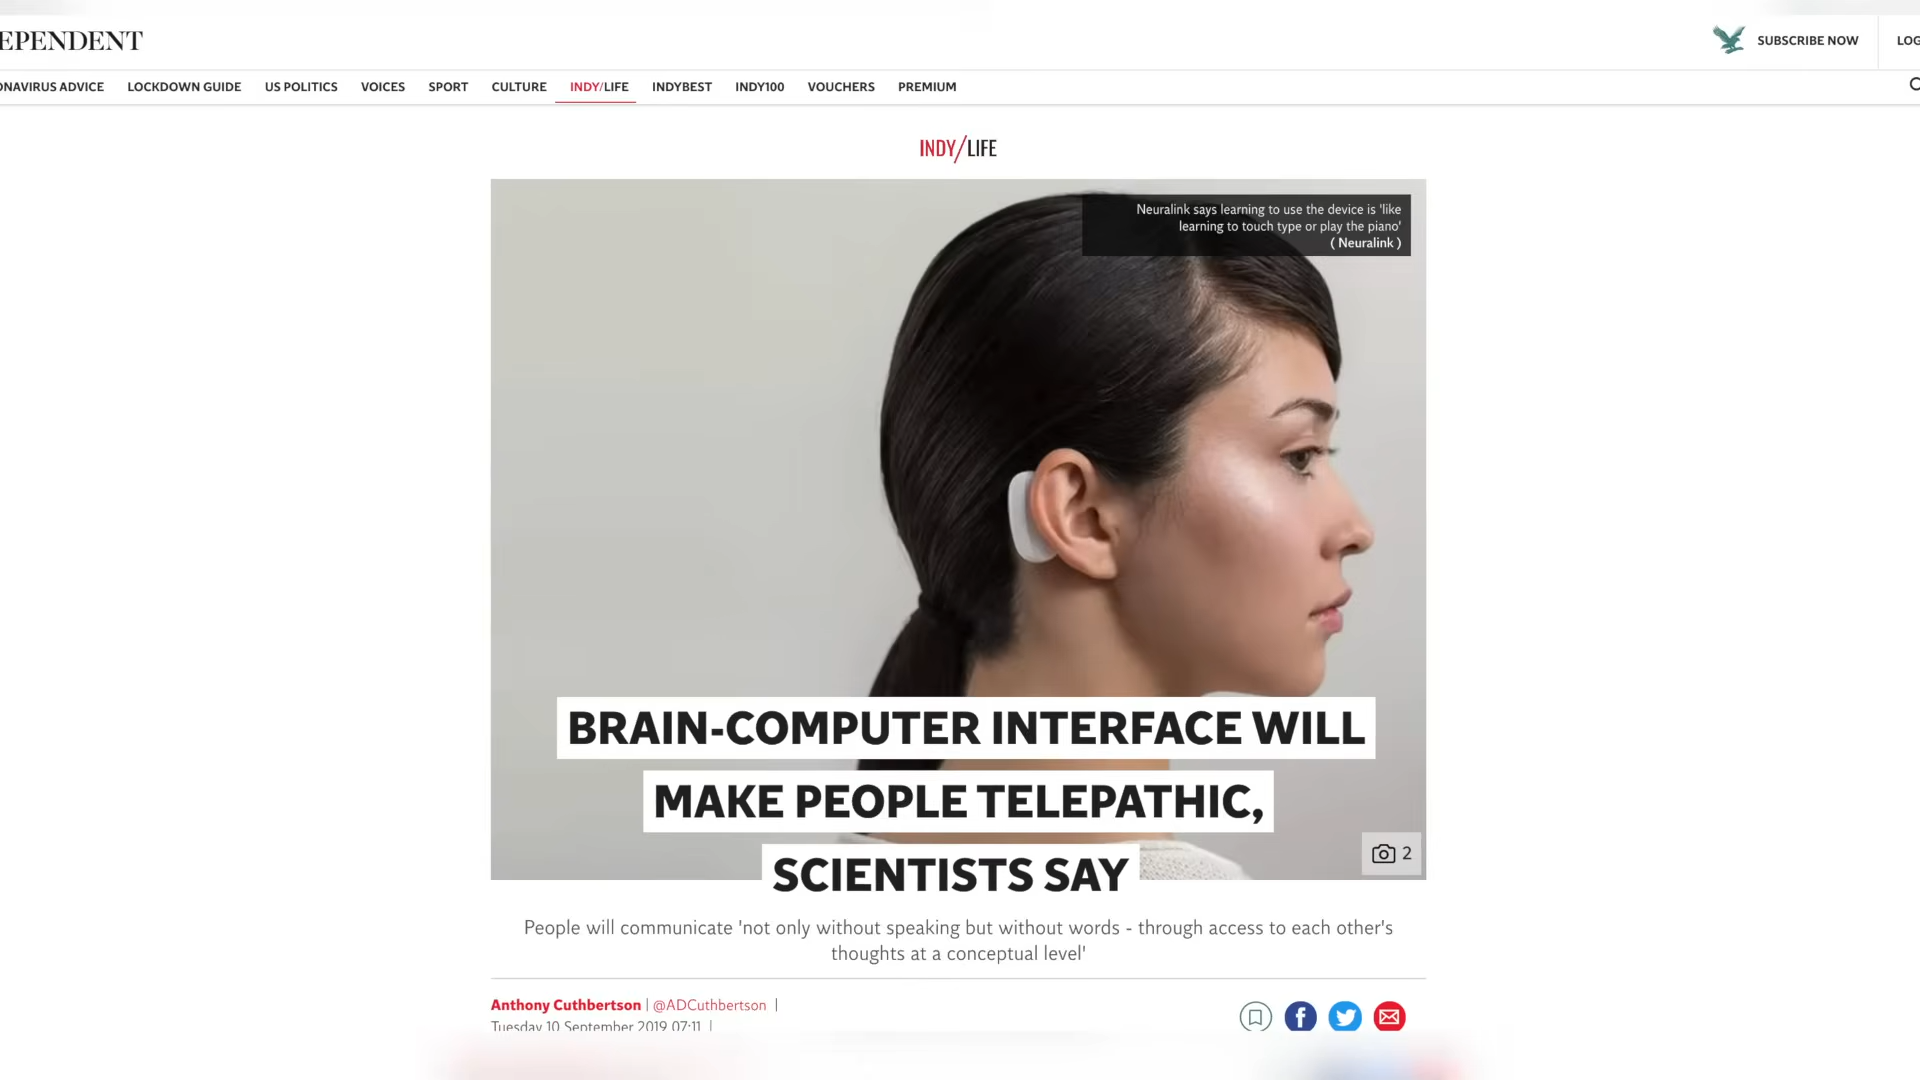 EPENDENT
SUBSCRIBE NOW
LOG
ONAVIRUS ADVICE LOCKDOWN GUIDE US POLITICS VOICES SPORT CULTURE INDY/LIFE INDYBEST INDY100 VOUCHERS PREMIUM
INDY/LIFE
Neuralink says learning to use the device is 'like
learning to touch type or play the piano'
( Neuralink )
BRAIN-COMPUTER INTERFACE WILL
MAKE PEOPLE TELEPATHIC,
SCIENTISTS SAY
2
People will communicate 'not only without speaking but without words - through access to each other's
thoughts at a conceptual level'
Anthony Cuthbertson | @ADCuthbertson |
Tuesday 10 September 2019 07:11 |